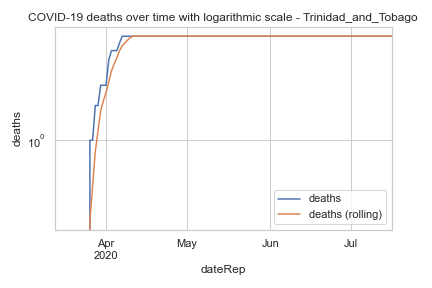 COVID-19 deaths over time with logarithmic scale - Trinidad_and_Tobago
deaths
10⁰
deaths
deaths (rolling)
Apr
2020
May
Jun
Jul
dateRep